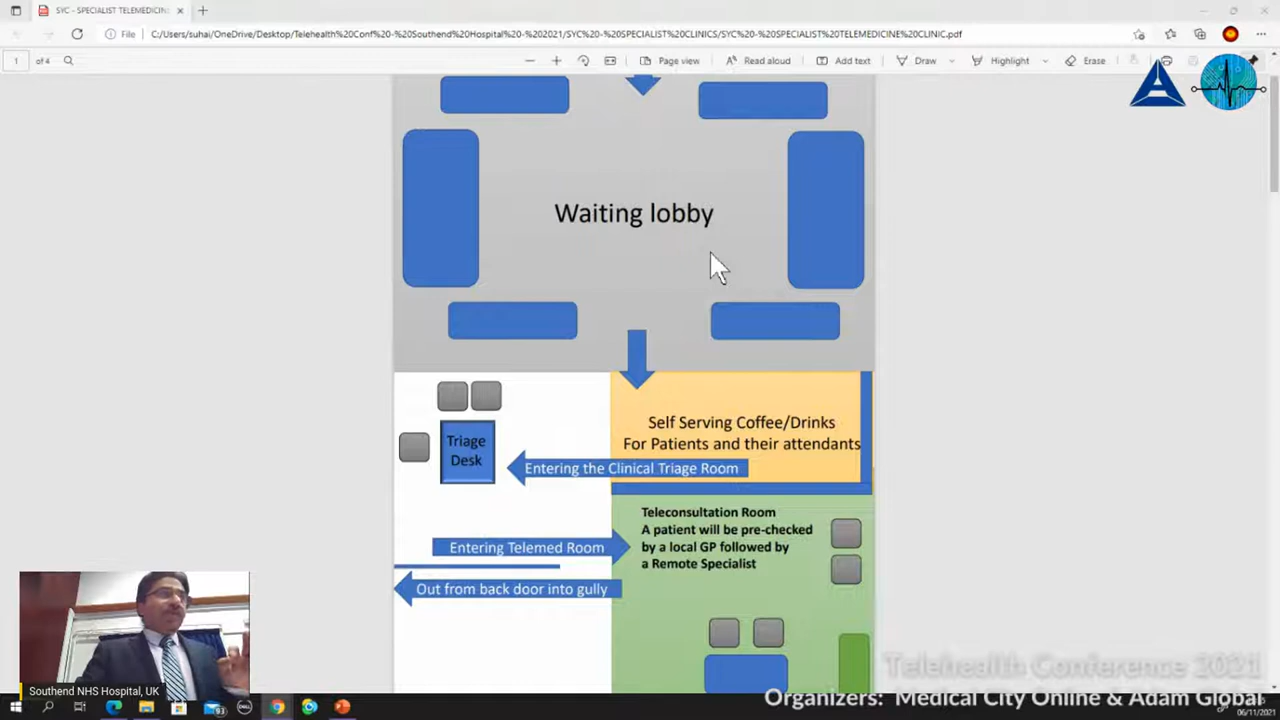 SYC - SPECIALIST TELEMEDICINE
File
C:/Users/suhai/OneDrive/Desktop/Telehealth%20Conf%20-%20Southend%20Hospital%20-%202021/SYC%20-%20SPECIALIST%20CLINICS/SYC%20-%20SPECIALIST%20TELEMEDICINE%20CLINIC.pdf
1 of 4
Page view
Read aloud
Add text
Draw
Highlight
Erase
Waiting lobby
Self Serving Coffee/Drinks
For Patients and their attendants
Triage
Desk
Entering the Clinical Triage Room
Teleconsultation Room
A patient will be pre-checked
by a local GP followed by
a Remote Specialist
Entering Telemed Room
Out from back door into gully
Southend NHS Hospital, UK
Telehealth Conference 2021
Organizers: Medical City Online & Adam Global
06/11/2021